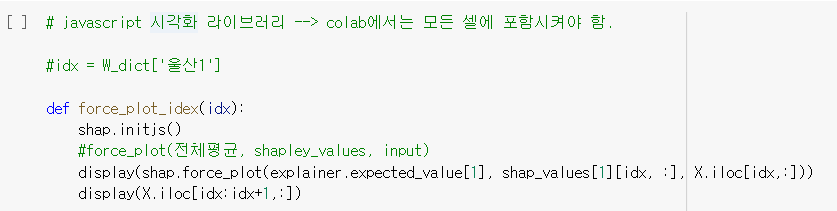 [ ] # javascript 시각화 라이브러리 --> colab에서는 모든 셀에 포함시켜야 함.
#idx = W_dict['울산1']
def force_plot_idex(idx):
shap.initjs()
#force_plot(전체평균, shapley_values, input)
display(shap.force_plot(explainer.expected_value[1], shap_values[1][idx, :], X.iloc[idx,:]))
display(X.iloc[idx:idx+1,:])